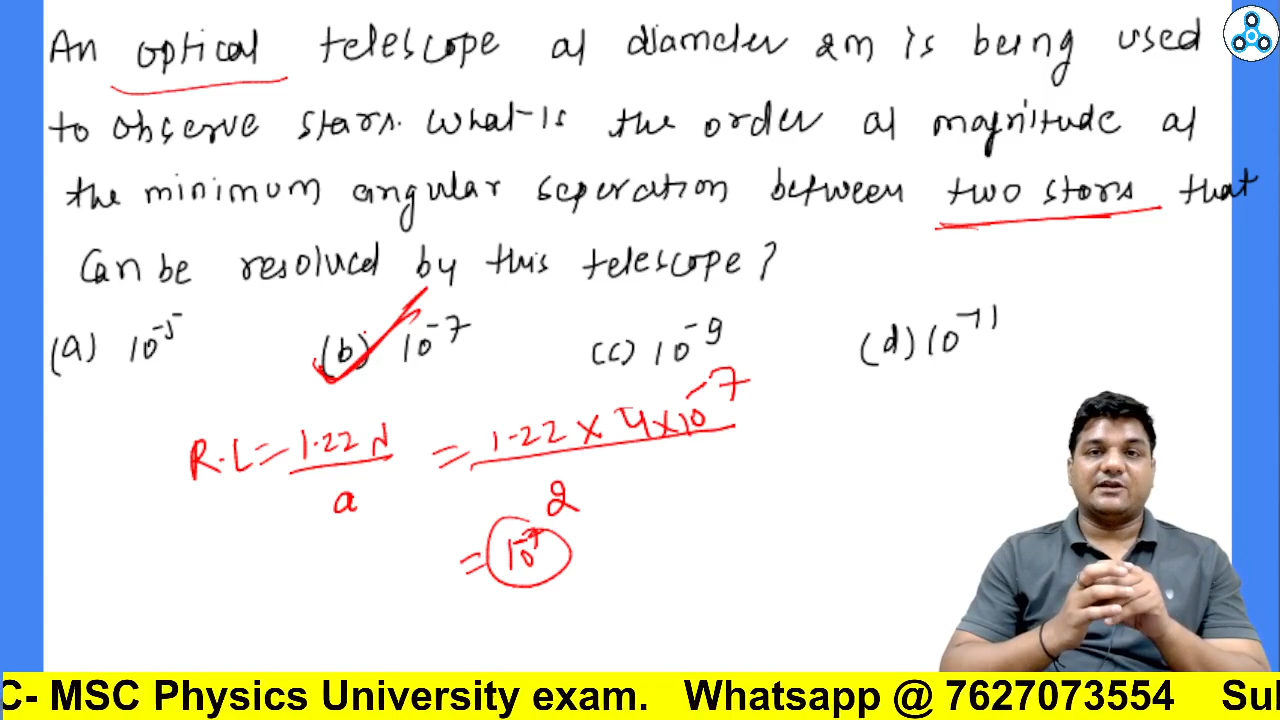 An optical telescope of diameter 2m is being used
to observe stars. What is the order of magnitude of
the minimum angular seperation between two stars that
can be resolved by this telescope?
(a) 10⁻⁵ (b) 10⁻⁷ (c) 10⁻⁹ (d) 10⁻¹¹
R.L = 1.22 λ / a = 1.22 × 4×10⁻⁷ / 2
= 10⁻⁷
C- MSC Physics University exam. Whatsapp @ 7627073554 Sul